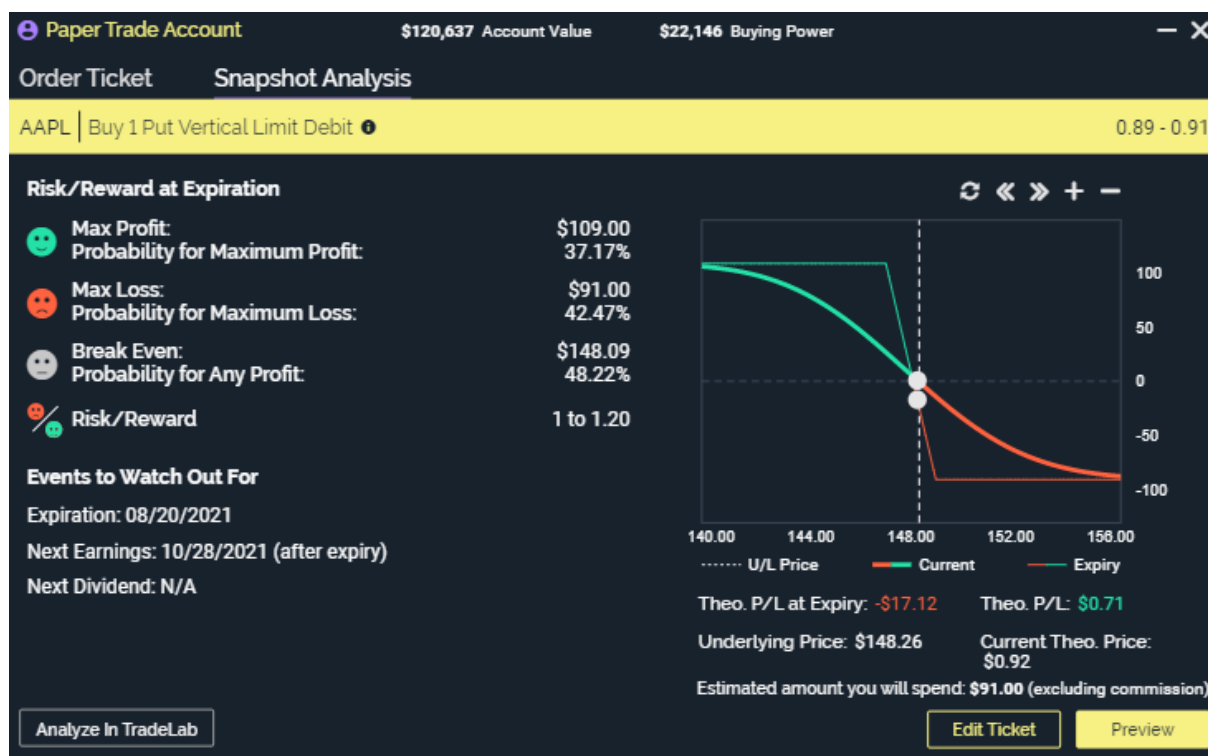 Paper Trade Account $120,637 Account Value $22,146 Buying Power
Order Ticket Snapshot Analysis
AAPL | Buy 1 Put Vertical Limit Debit 0.89 - 0.91
Risk/Reward at Expiration
Max Profit: $109.00
Probability for Maximum Profit: 37.17%
Max Loss: $91.00
Probability for Maximum Loss: 42.47%
Break Even: $148.09
Probability for Any Profit: 48.22%
Risk/Reward 1 to 1.20
Events to Watch Out For
Expiration: 08/20/2021
Next Earnings: 10/28/2021 (after expiry)
Next Dividend: N/A
100
50
0
-50
-100
140.00 144.00 148.00 152.00 156.00
U/L Price Current Expiry
Theo. P/L at Expiry: -$17.12 Theo. P/L: $0.71
Underlying Price: $148.26 Current Theo. Price:
$0.92
Estimated amount you will spend: $91.00 (excluding commission)
Analyze In TradeLab Edit Ticket Preview